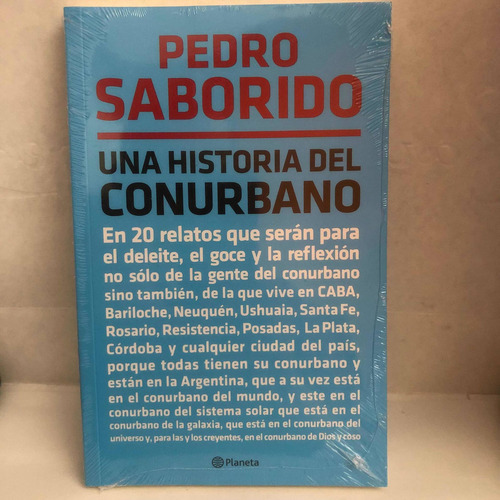 PEDRO
SABORIDO
UNA HISTORIA DEL
CONURBANO
En 20 relatos que serán para
el deleite, el goce y la reflexión
no sólo de la gente del conurbano
sino también, de la que vive en CABA,
Bariloche, Neuquén, Ushuaia, Santa Fe,
Rosario, Resistencia, Posadas, La Plata,
Córdoba y cualquier ciudad del país,
porque todas tienen su conurbano y
están en la Argentina, que a su vez está
en el conurbano del mundo, y este en el
conurbano del sistema solar que está en el
conurbano de la galaxia, que está en el conurbano del
universo y, para las y los creyentes, en el conurbano de Dios y coso
Planeta